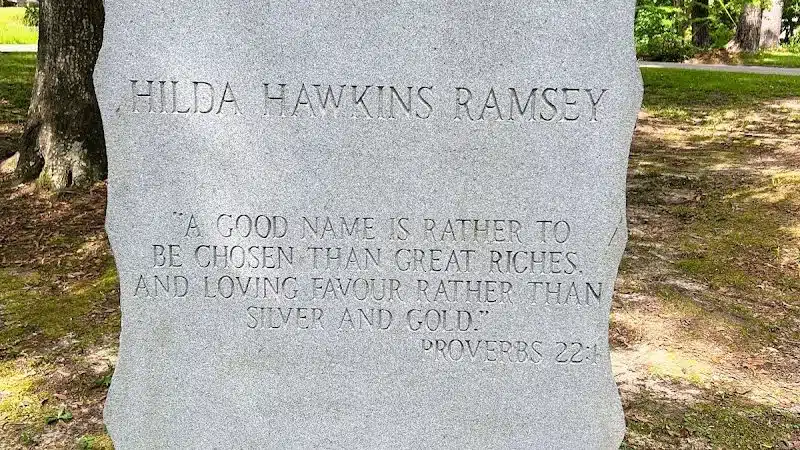 HILDA HAWKINS RAMSEY
"A GOOD NAME IS RATHER TO
BE CHOSEN THAN GREAT RICHES,
AND LOVING FAVOUR RATHER THAN
SILVER AND GOLD."
PROVERBS 22:1